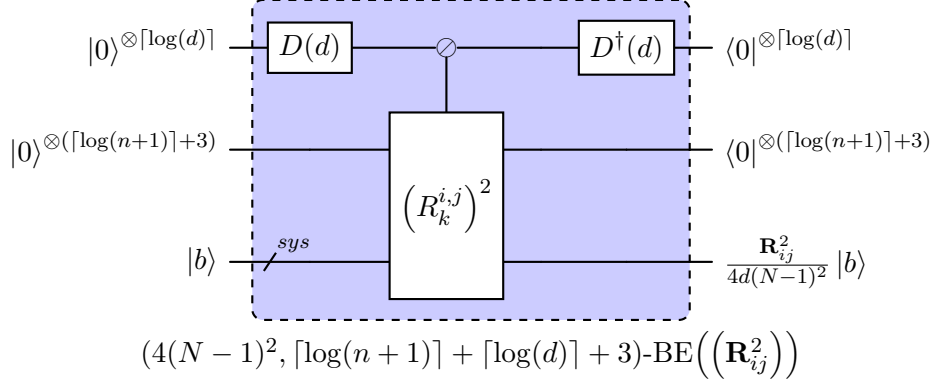 |0⟩^{⊗⌈log(d)⌉} D(d) ⊘ D^†(d) ⟨0|^{⊗⌈log(d)⌉}
|0⟩^{⊗(⌈log(n+1)⌉+3)} ⟨0|^{⊗(⌈log(n+1)⌉+3)}
(R_k^{i,j})^2
sys
|b⟩ \frac{𝐑_{ij}^2}{4d(N−1)^2} |b⟩
(4(N − 1)^2, ⌈log(n + 1)⌉ + ⌈log(d)⌉ + 3)-BE((𝐑_{ij}^2))